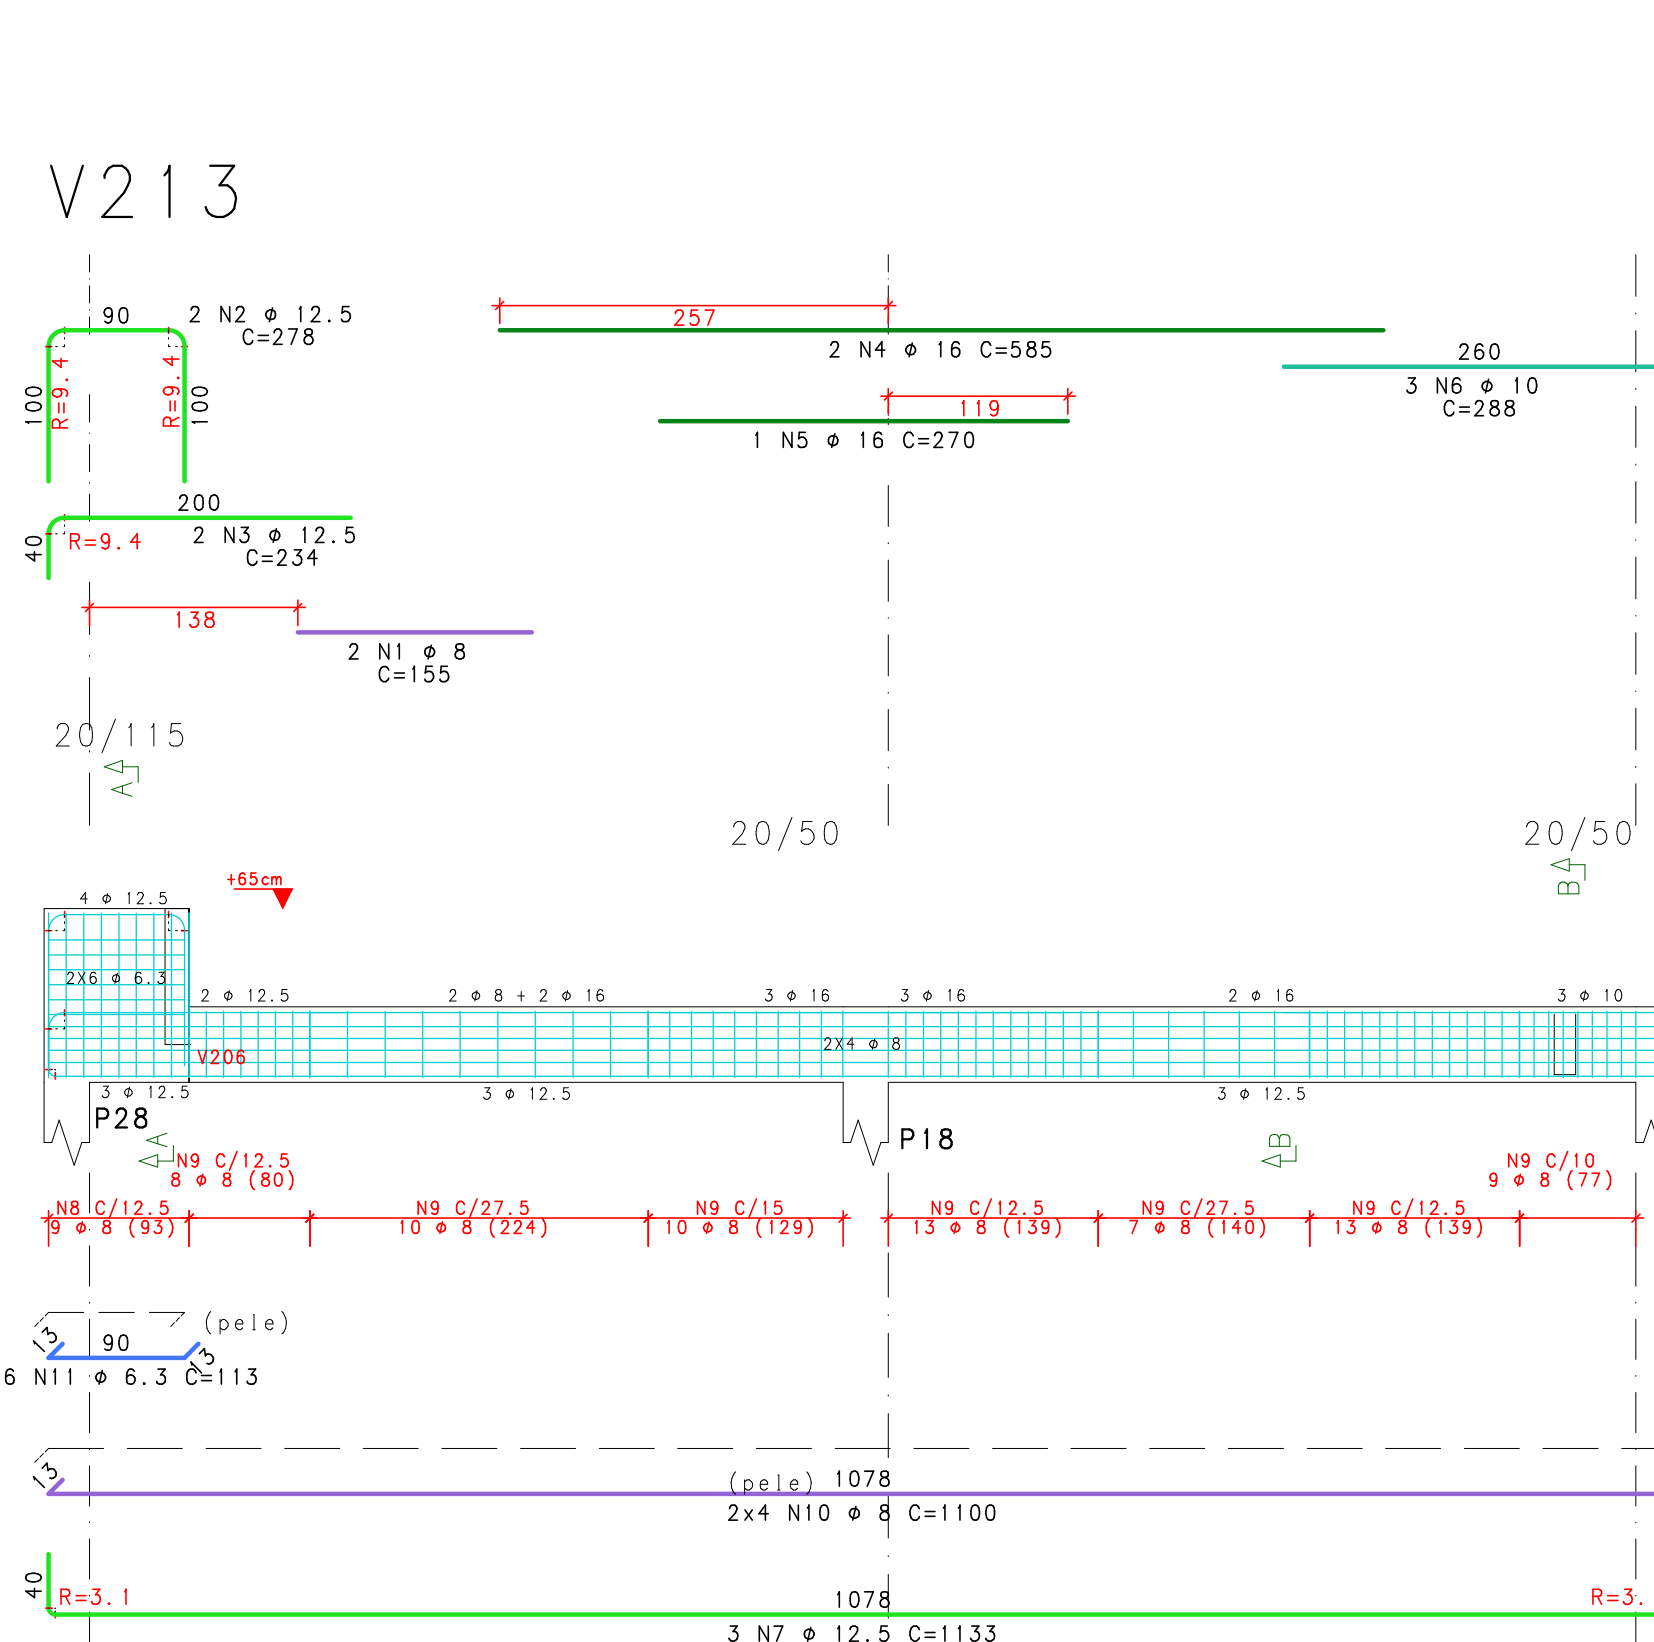 V213
90
2 N2 φ 12.5
C=278
100
R=9.4
R=9.4
100
257
2 N4 φ 16 C=585
260
3 N6 φ 10
C=288
119
1 N5 φ 16 C=270
200
2 N3 φ 12.5
C=234
40
R=9.4
138
2 N1 φ 8
C=155
20/115
A
20/50
20/50
B
+65cm
4 φ 12.5
2X6 φ 6.3
2 φ 12.5
2 φ 8 + 2 φ 16
3 φ 16
3 φ 16
2 φ 16
3 φ 10
2X4 φ 8
V206
3 φ 12.5
3 φ 12.5
3 φ 12.5
P28
P18
A
B
N9 C/12.5
8 φ 8 (80)
N9 C/10
9 φ 8 (77)
N8 C/12.5
9 φ 8 (93)
N9 C/27.5
10 φ 8 (224)
N9 C/15
10 φ 8 (129)
N9 C/12.5
13 φ 8 (139)
N9 C/27.5
7 φ 8 (140)
N9 C/12.5
13 φ 8 (139)
(pele)
13
90
13
6 N11 φ 6.3 C=113
13
(pele) 1078
2x4 N10 φ 8 C=1100
40
R=3.1
1078
R=3.
3 N7 φ 12.5 C=1133